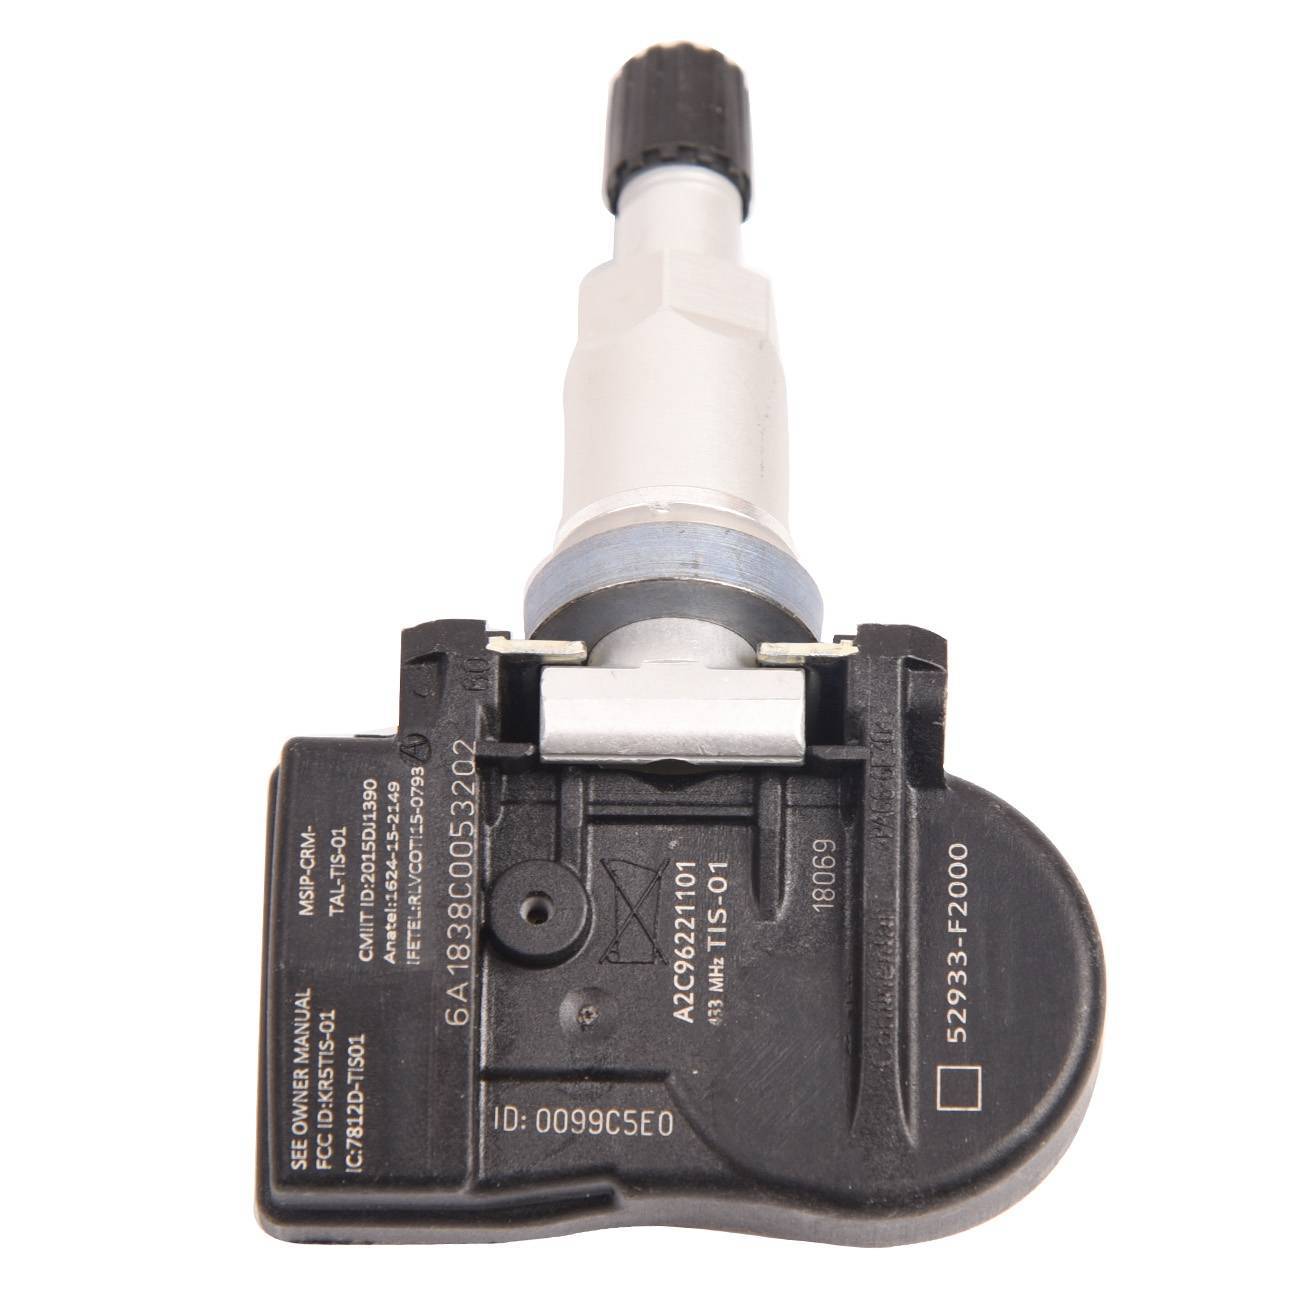 MSIP-CRM-
TAL-TIS-01
CMIIT ID:2015DJ1390
Anatel:1624-15-2149
IFETEL:RLVCOTI15-0793
SEE OWNER MANUAL
FCC ID:KR5TIS-01
IC:7812D-TIS01
6A1838C0053202
A2C96221101
433 MHz TIS-01
18069
Continental
52933-F2000
ID: 0099C5E0